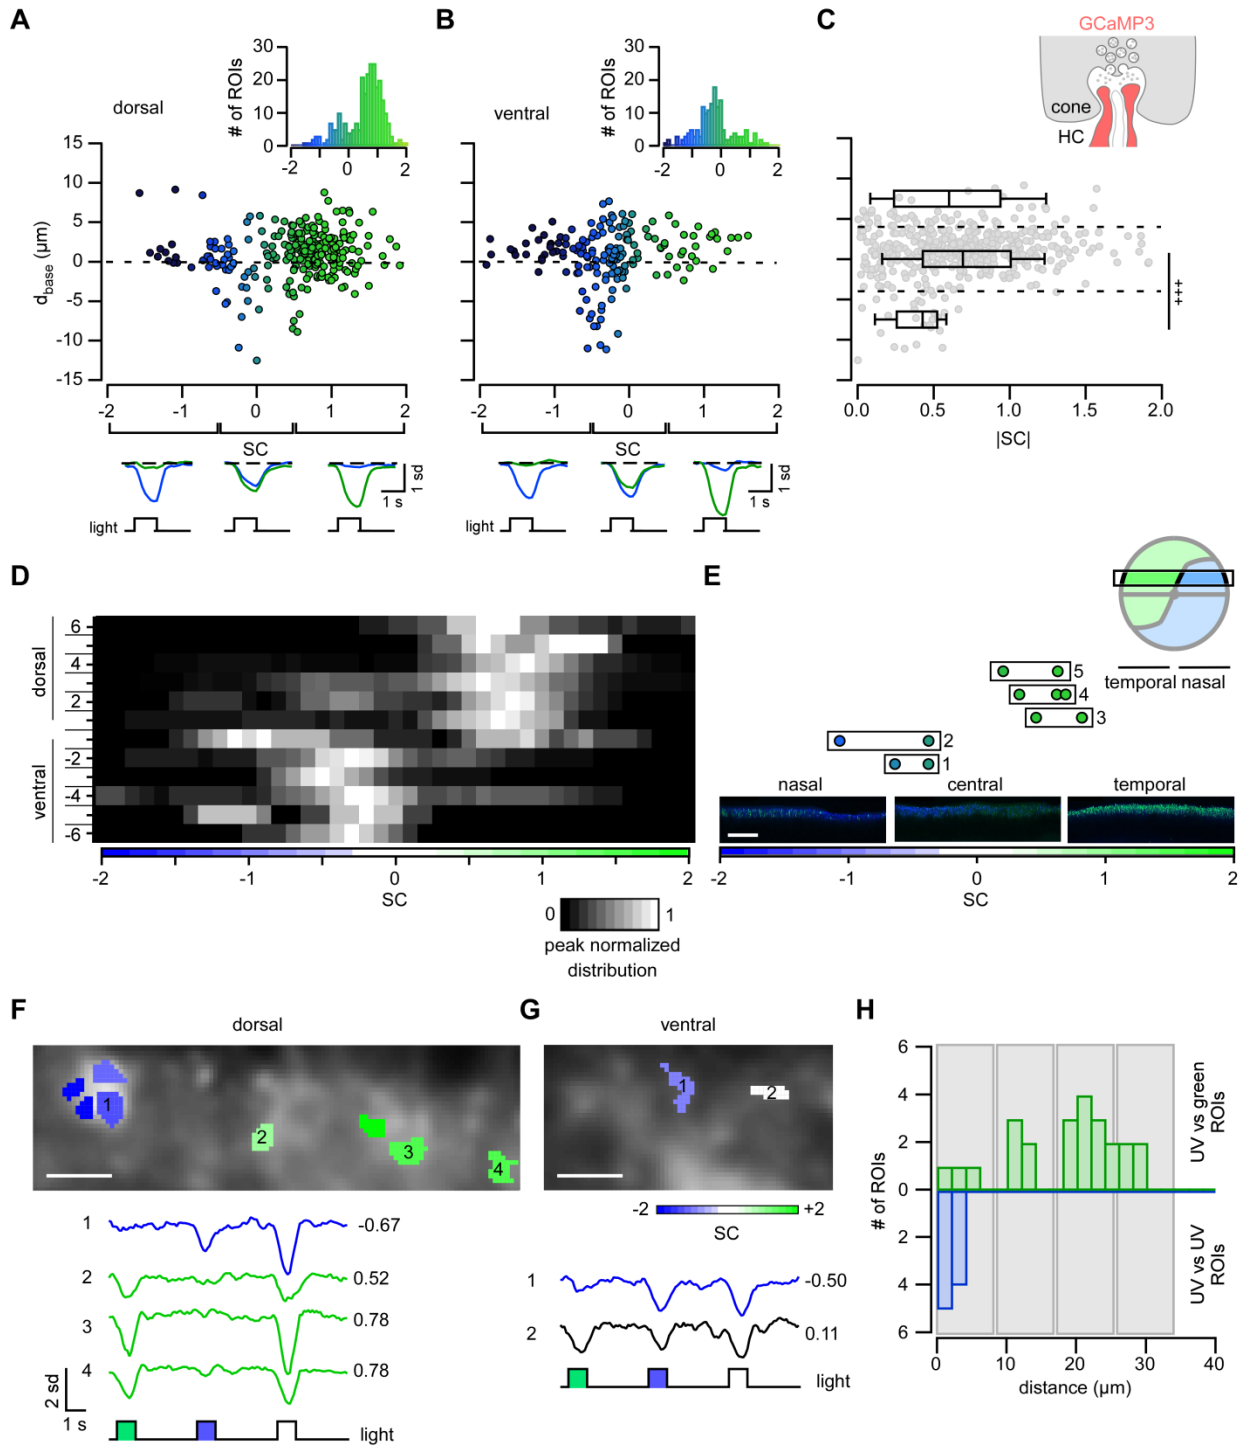 A
dorsal
# of ROIs
30
20
10
0
-2 0 2
15
10
5
0
-5
-10
-15
d_base (µm)
-2 -1 0 1 2
SC
1 sd
1 s
light
B
ventral
# of ROIs
30
20
10
0
-2 0 2
15
10
5
0
-5
-10
-15
-2 -1 0 1 2
SC
1 sd
1 s
light
C
GCaMP3
cone
HC
+++
0.0 0.5 1.0 1.5 2.0
|SC|
D
dorsal
6
4
2
ventral
-2
-4
-6
-2 -1 0 1 2
SC
0 1
peak normalized
distribution
E
temporal nasal
5
4
3
2
1
nasal central temporal
-2 -1 0 1 2
SC
F
dorsal
1
2
3
4
1 -0.67
2 0.52
3 0.78
4 0.78
2 sd
1 s
light
G
ventral
1
2
-2 +2
SC
1 -0.50
2 0.11
light
H
# of ROIs
6
4
2
0
2
4
6
UV vs green
ROIs
UV vs UV
ROIs
0 10 20 30 40
distance (µm)